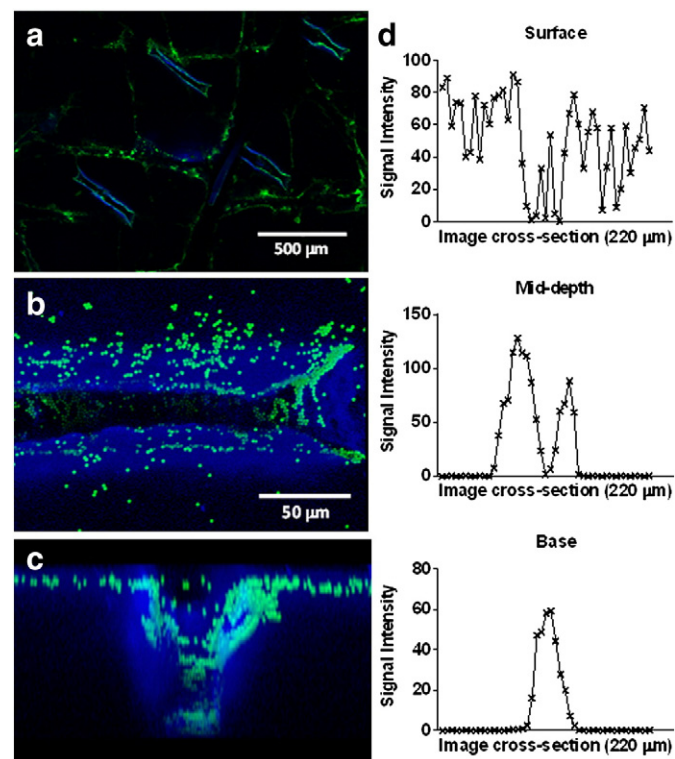 a
500 µm
b
50 µm
c
d
Surface
Signal Intensity
100
80
60
40
20
0
Image cross-section (220 µm)
Mid-depth
Signal Intensity
150
100
50
0
Image cross-section (220 µm)
Base
Signal Intensity
80
60
40
20
0
Image cross-section (220 µm)